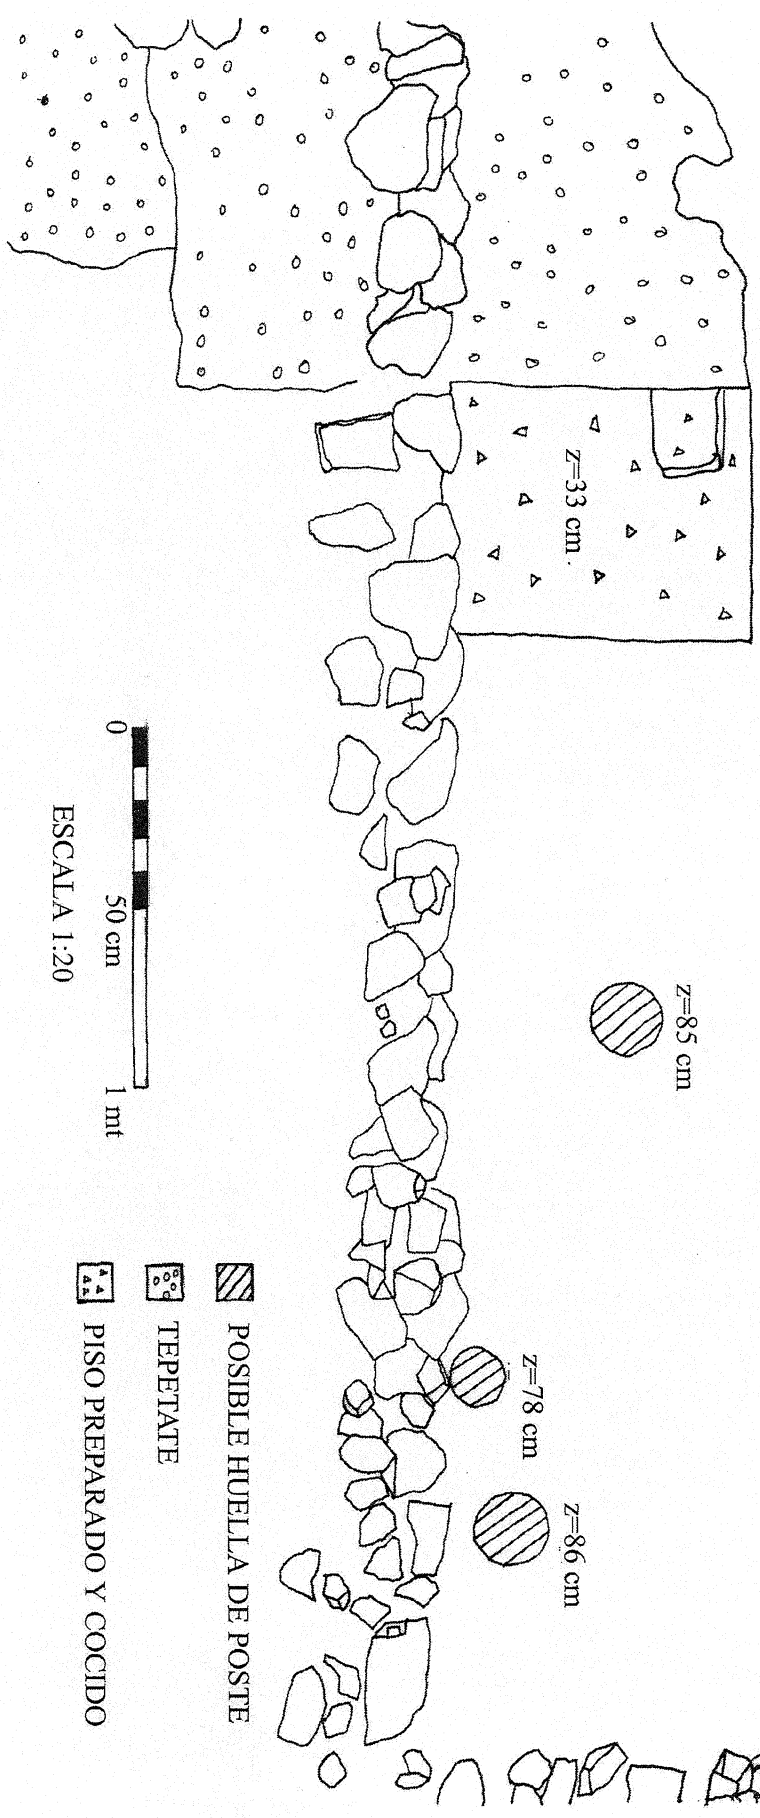 z=33 cm.
z=85 cm
z=78 cm
z=86 cm
0
50 cm
1 mt
ESCALA 1:20
POSIBLE HUELLA DE POSTE
TEPETATE
PISO PREPARADO Y COCIDO